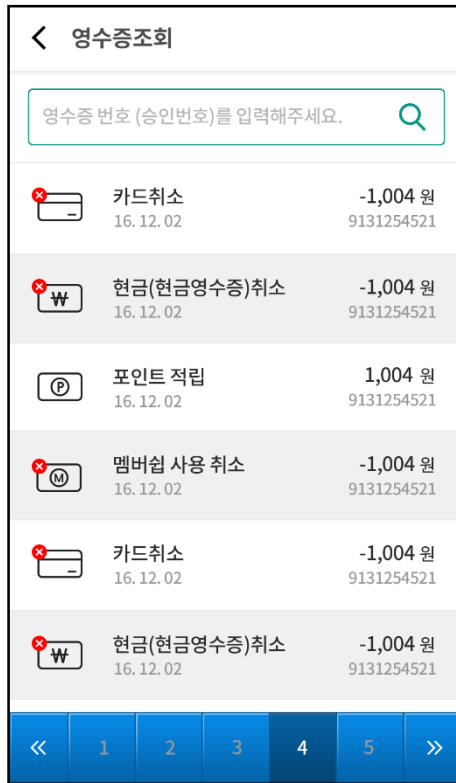 영수증조회
영수증 번호 (승인번호)를 입력해주세요.
카드취소 -1,004 원
16. 12. 02 9131254521
₩ 현금(현금영수증)취소 -1,004 원
16. 12. 02 9131254521
P 포인트 적립 1,004 원
16. 12. 02 9131254521
M 멤버쉽 사용 취소 -1,004 원
16. 12. 02 9131254521
카드취소 -1,004 원
16. 12. 02 9131254521
₩ 현금(현금영수증)취소 -1,004 원
16. 12. 02 9131254521
« 1 2 3 4 5 »